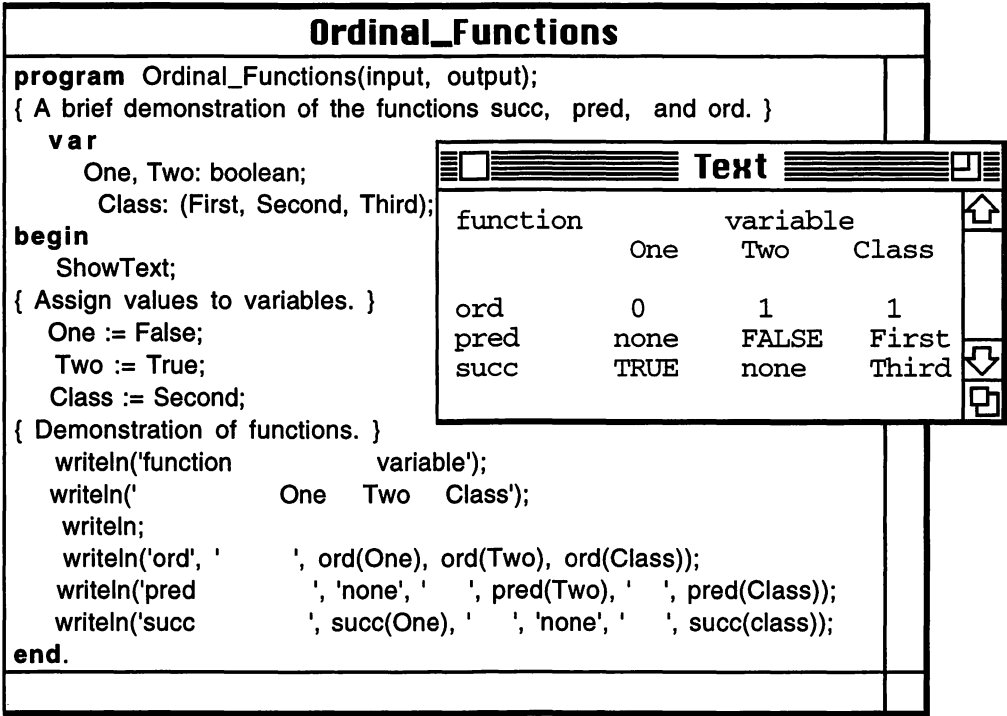 Ordinal_Functions
program Ordinal_Functions(input, output);
{ A brief demonstration of the functions succ, pred, and ord. }
var
One, Two: boolean;
Class: (First, Second, Third);
begin
ShowText;
{ Assign values to variables. }
One := False;
Two := True;
Class := Second;
{ Demonstration of functions. }
writeln('function variable');
writeln(' One Two Class');
writeln;
writeln('ord', ' ', ord(One), ord(Two), ord(Class));
writeln('pred ', 'none', ' ', pred(Two), ' ', pred(Class));
writeln('succ ', succ(One), ' ', 'none', ' ', succ(class));
end.
Text
function variable
One Two Class
ord 0 1 1
pred none FALSE First
succ TRUE none Third